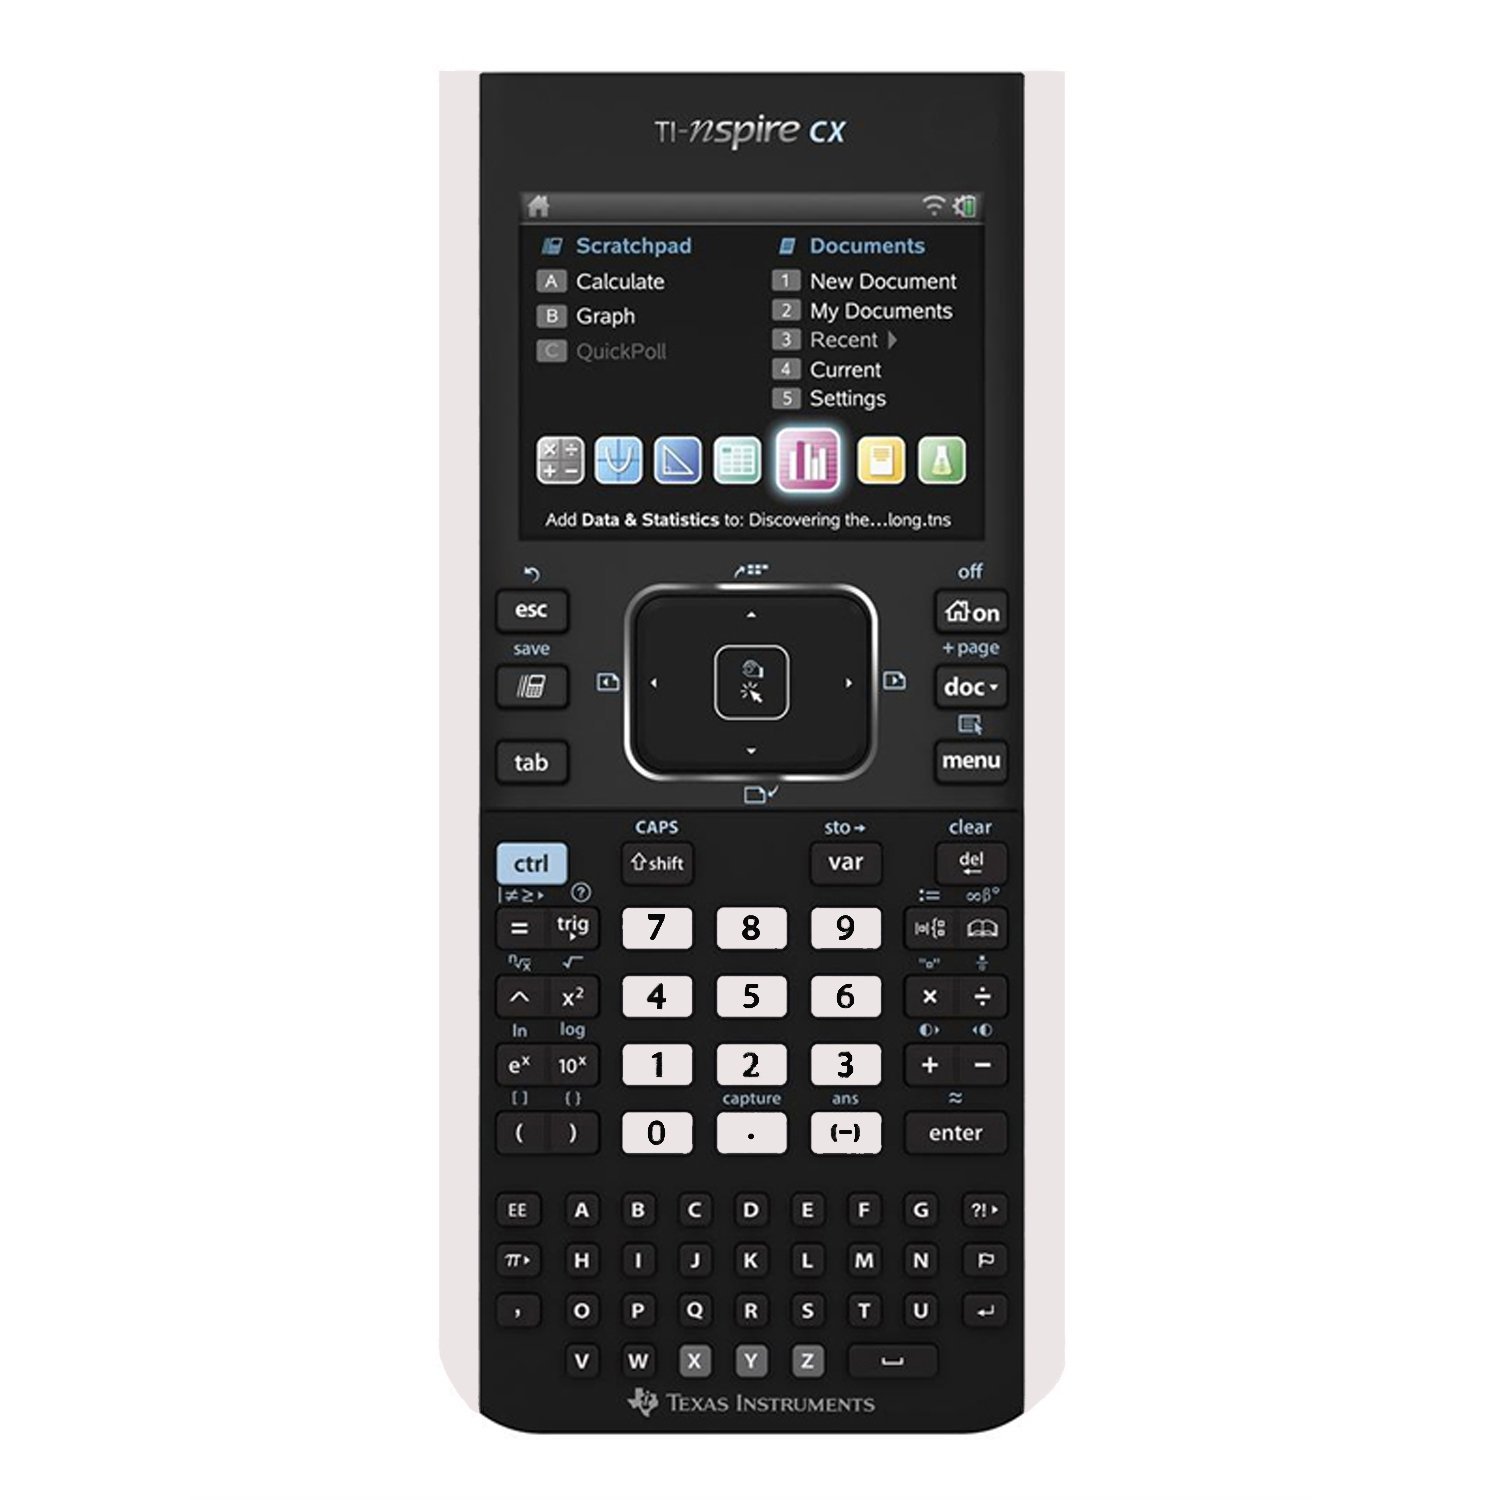 TI-nspire CX
Scratchpad
A Calculate
B Graph
C QuickPoll
Documents
1 New Document
2 My Documents
3 Recent
4 Current
5 Settings
Add Data & Statistics to: Discovering the...long.tns
off
esc
on
save
+ page
doc
tab
menu
CAPS sto→ clear
ctrl ⇧shift var del
|≠≥▸ ? := ∞β°
= trig 7 8 9 |□|{ 
ⁿ√x √ "□"
^ x² 4 5 6 × ÷
ln log
eˣ 10ˣ 1 2 3 + −
[ ] { } capture ans ≈
( ) 0 . (−) enter
EE A B C D E F G ?!▸
π▸ H I J K L M N
, O P Q R S T U ↵
V W X Y Z
TEXAS INSTRUMENTS